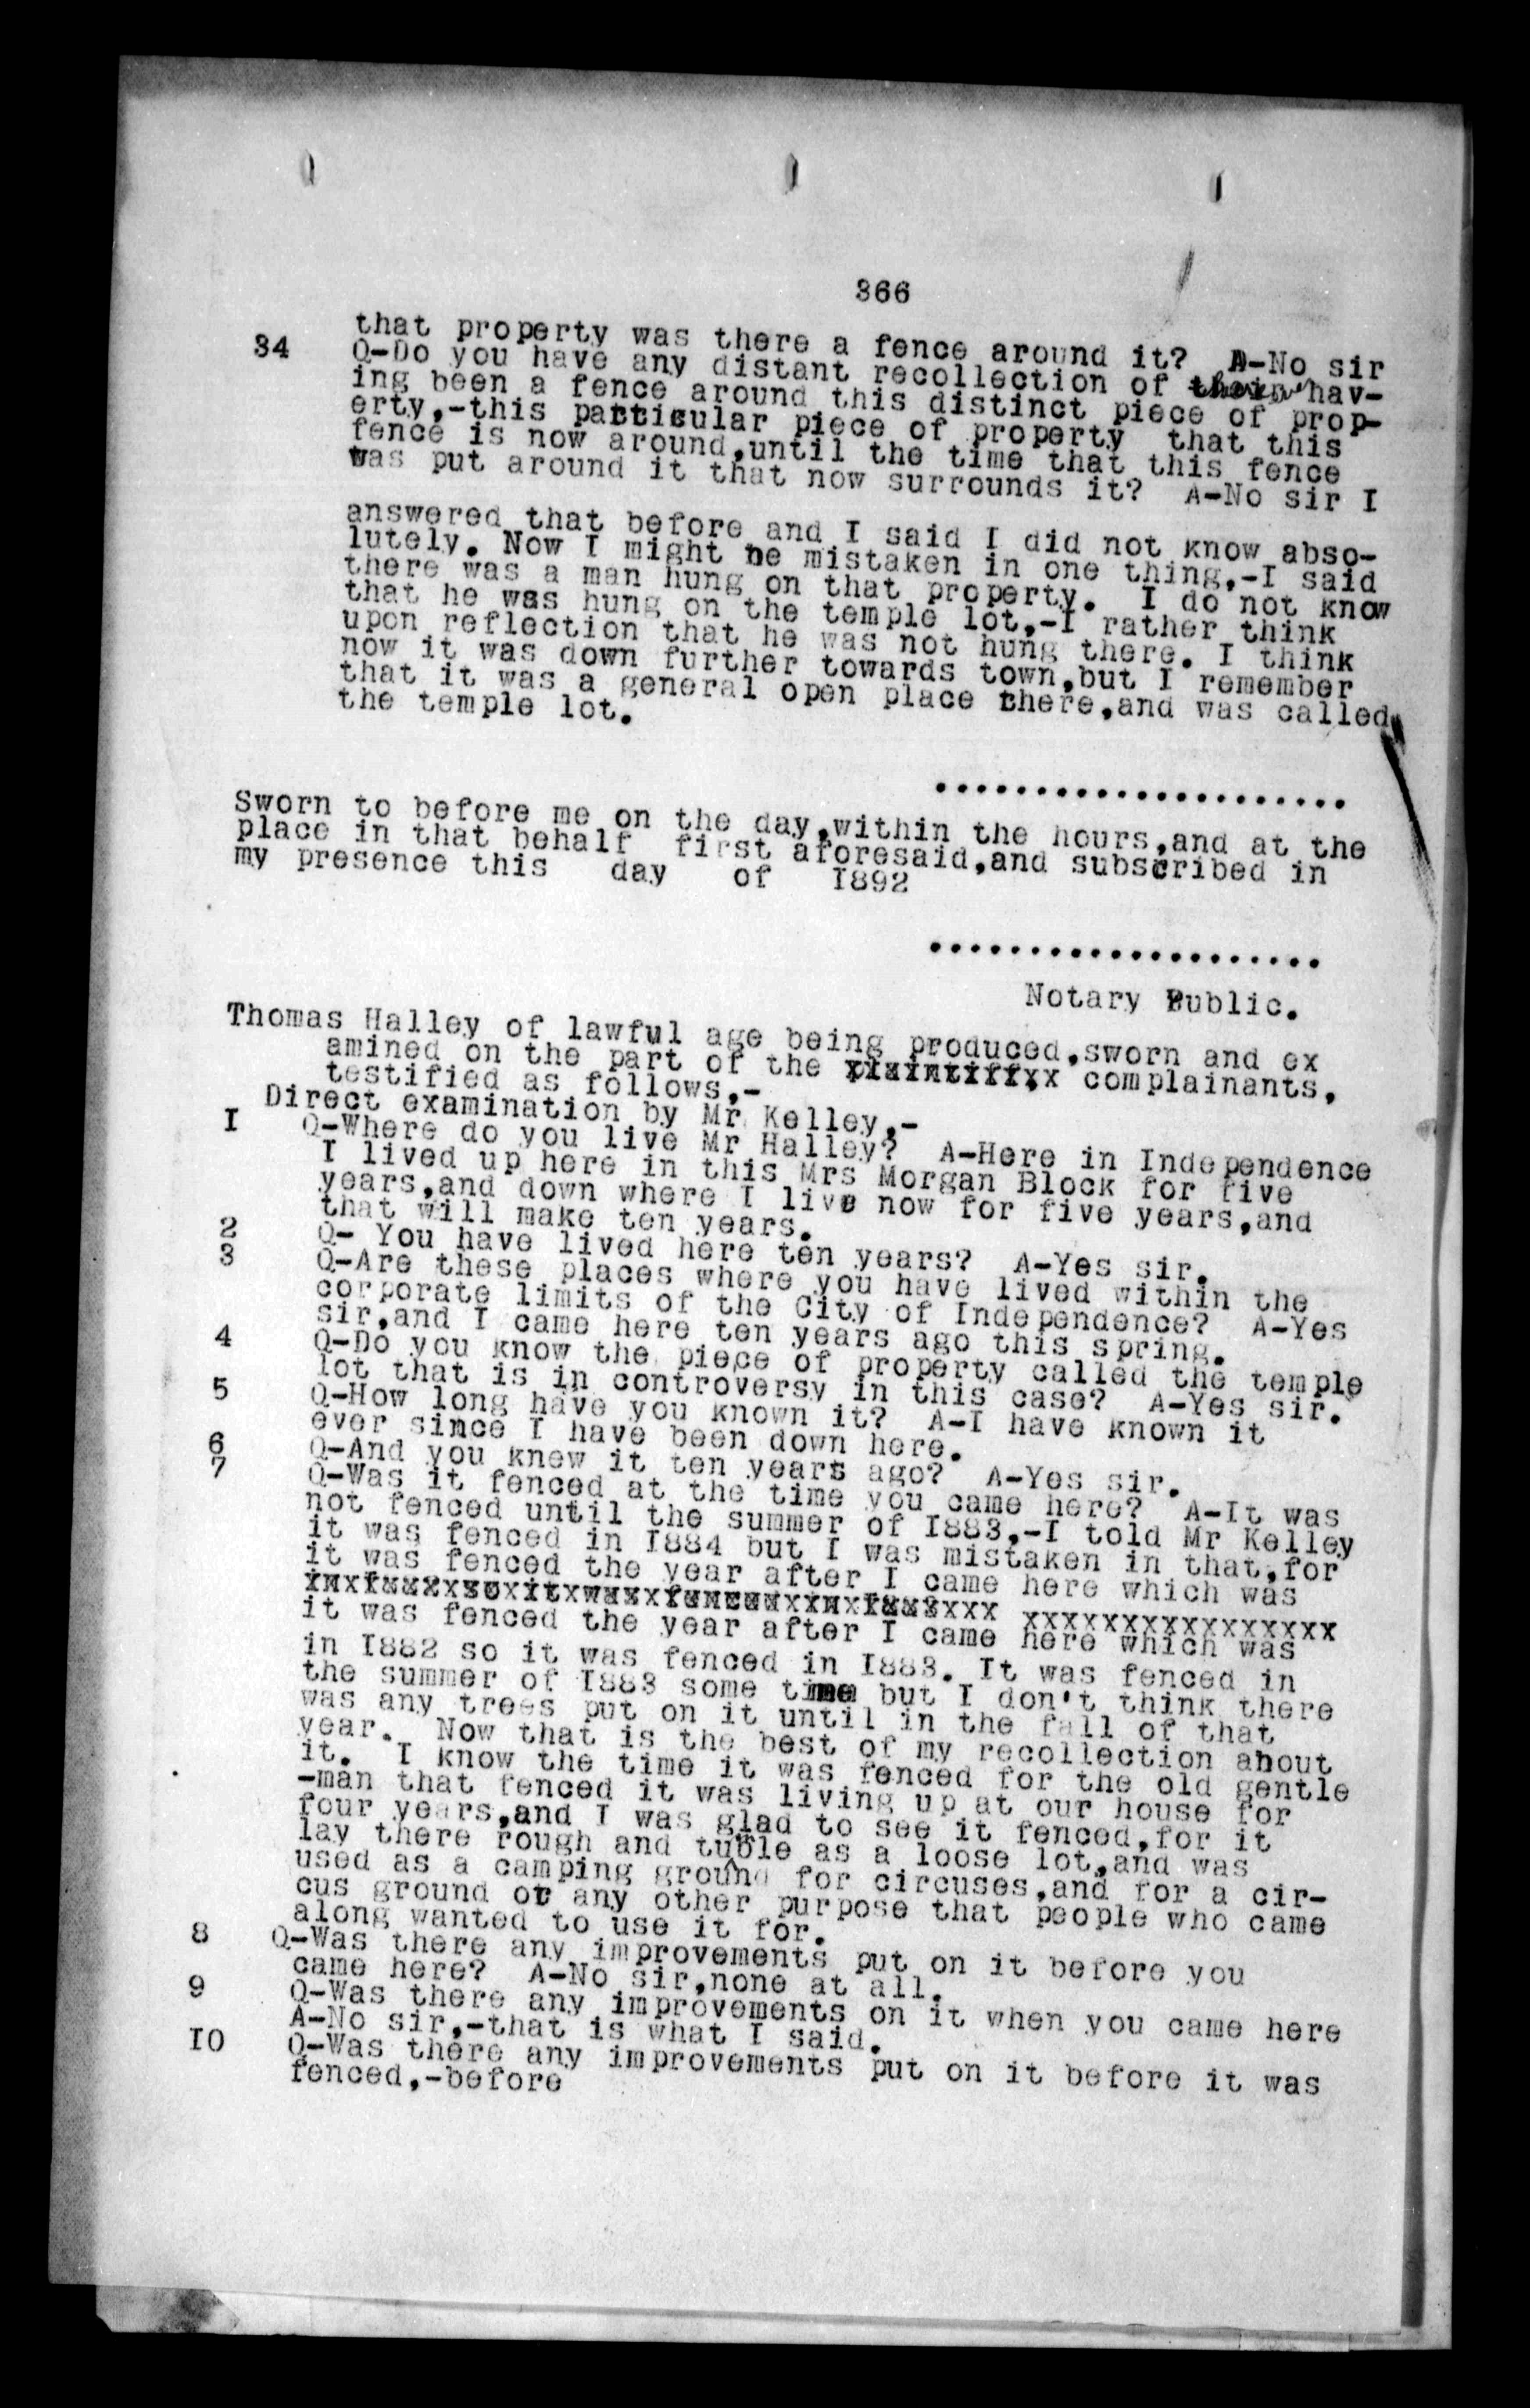 366
that property was there a fence around it? A-No sir
34 Q-Do you have any distant recollection of there hav-
ing been a fence around this distinct piece of prop-
erty,-this particular piece of property that this
fence is now around,until the time that this fence
was put around it that now surrounds it? A-No sir I
answered that before and I said I did not know abso-
lutely. Now I might be mistaken in one thing,-I said
there was a man hung on that property. I do not know
that he was hung on the temple lot,-I rather think
upon reflection that he was not hung there. I think
now it was down further towards town,but I remember
that it was a general open place there,and was called
the temple lot.
.....................
Sworn to before me on the day,within the hours,and at the
place in that behalf first aforesaid,and subscribed in
my presence this day of I892
....................
Notary Public.
Thomas Halley of lawful age being produced,sworn and ex
amined on the part of the plaintiffxx complainants,
testified as follows,-
Direct examination by Mr Kelley,-
I Q-Where do you live Mr Halley? A-Here in Independence
I lived up here in this Mrs Morgan Block for five
years,and down where I live now for five years,and
that will make ten years.
2 Q- You have lived here ten years? A-Yes sir.
3 Q-Are these places where you have lived within the
corporate limits of the City of Independence? A-Yes
sir,and I came here ten years ago this spring.
4 Q-Do you know the piece of property called the temple
lot that is in controversy in this case? A-Yes sir.
5 Q-How long have you known it? A-I have known it
ever since I have been down here.
6 Q-And you knew it ten years ago? A-Yes sir.
7 Q-Was it fenced at the time you came here? A-It was
not fenced until the summer of I883,-I told Mr Kelley
it was fenced in I884 but I was mistaken in that,for
it was fenced the year after I came here which was
it was fenced the year after I came here which was
in I882 so it was fenced in I883. It was fenced in
the summer of I883 some time but I don't think there
was any trees put on it until in the fall of that
year. Now that is the best of my recollection about
it. I know the time it was fenced for the old gentle
-man that fenced it was living up at our house for
four years,and I was glad to see it fenced,for it
lay there rough and tumble as a loose lot,and was
used as a camping ground for circuses,and for a cir-
cus ground or any other purpose that people who came
along wanted to use it for.
8 Q-Was there any improvements put on it before you
came here? A-No sir,none at all.
9 Q-Was there any improvements on it when you came here
A-No sir,-that is what I said.
IO Q-Was there any improvements put on it before it was
fenced,-before